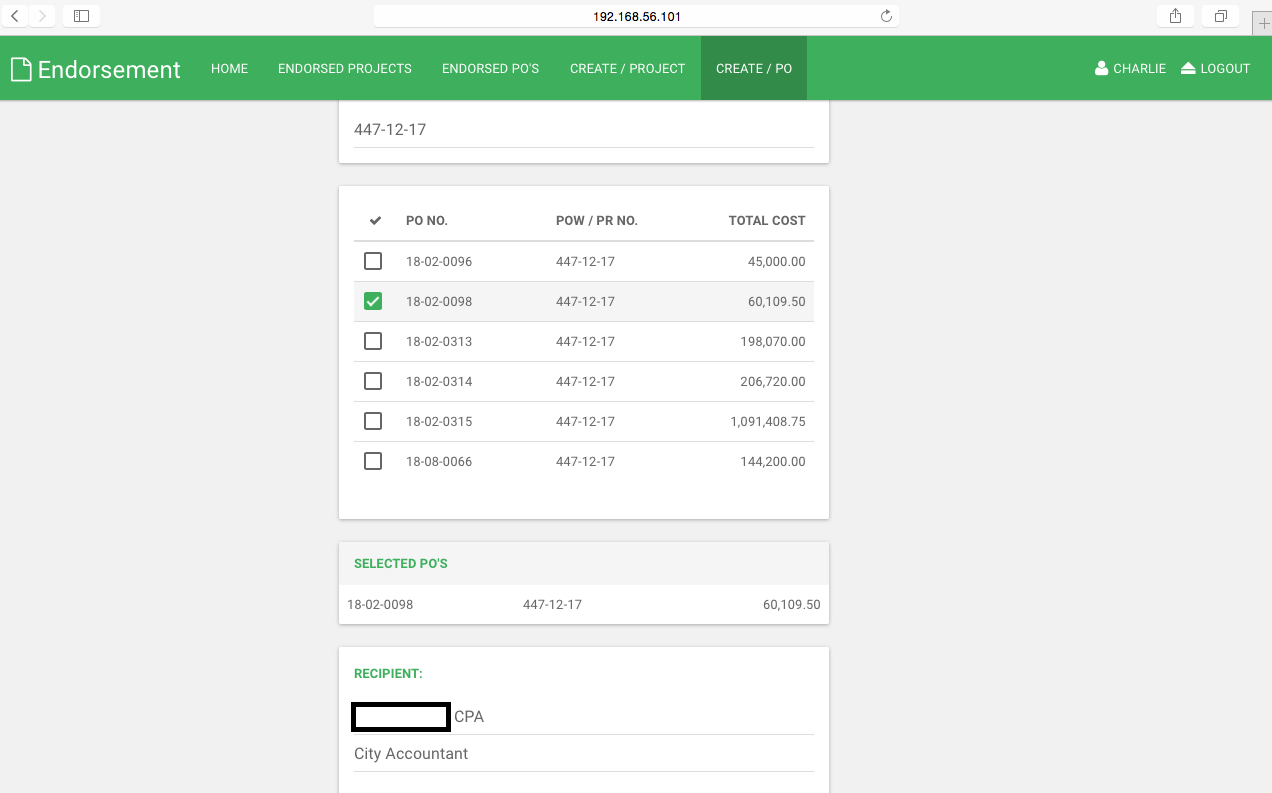 192.168.56.101
Endorsement HOME ENDORSED PROJECTS ENDORSED PO'S CREATE / PROJECT CREATE / PO CHARLIE LOGOUT
447-12-17
PO NO. POW / PR NO. TOTAL COST
18-02-0096 447-12-17 45,000.00
18-02-0098 447-12-17 60,109.50
18-02-0313 447-12-17 198,070.00
18-02-0314 447-12-17 206,720.00
18-02-0315 447-12-17 1,091,408.75
18-08-0066 447-12-17 144,200.00
SELECTED PO'S
18-02-0098 447-12-17 60,109.50
RECIPIENT:
CPA
City Accountant